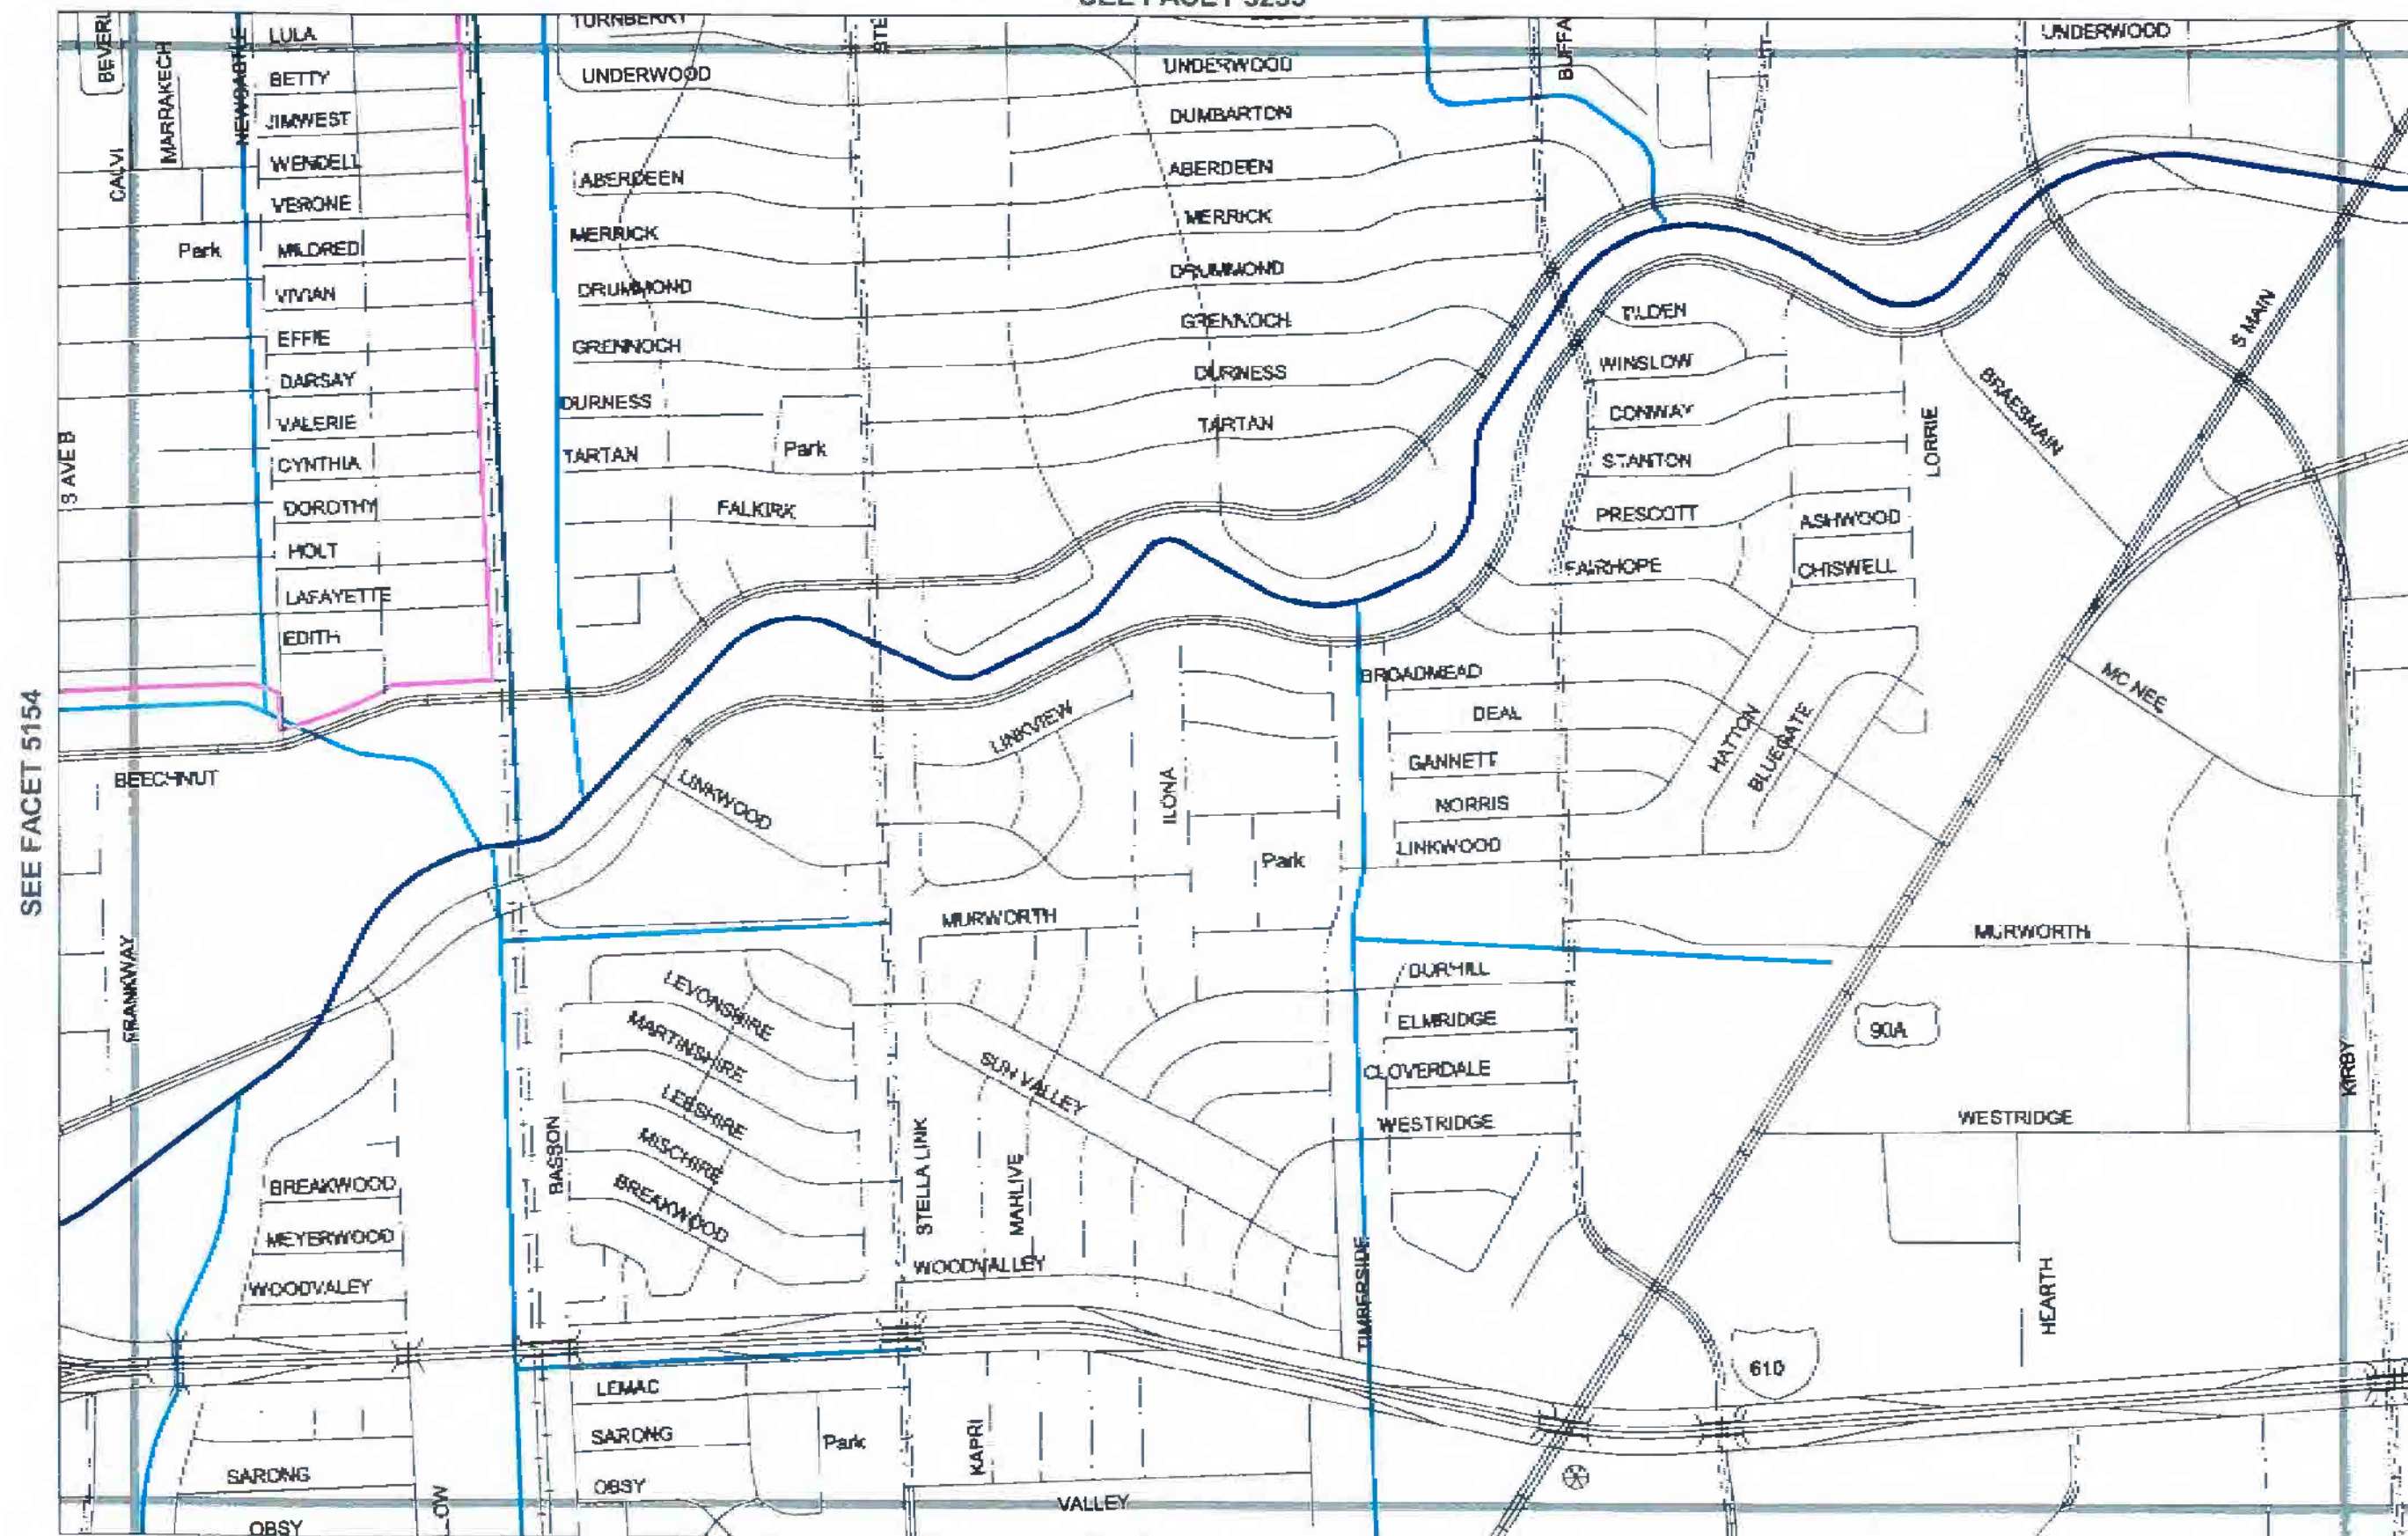 BEVERL
MARRAKECH
NEWCASTLE
LULA
TURNBERRY
STE
BUFFA
UNDERWOOD
BETTY
UNDERWOOD
UNDERWOOD
JIMWEST
DUMBARTON
WENDELL
CALVI
ABERDEEN
ABERDEEN
VERONE
MERRICK
MERRICK
Park
MILDRED
VIVIAN
DRUMMOND
DRUMMOND
EFFIE
GRENNOCH
GRENNOCH
TILDEN
S MAIN
WINSLOW
DARSAY
DURNESS
DURNESS
CONWAY
BRAESMAIN
VALERIE
TARTAN
TARTAN
Park
LORRIE
S AVE B
CYNTHIA
STANTON
DOROTHY
FALKIRK
PRESCOTT
ASHWOOD
HOLT
FAIRHOPE
CHISWELL
LAFAYETTE
EDITH
BROADMEAD
MC NEE
SEE FACET 5154
DEAL
LINKVIEW
HATTON
BLUEGATE
GANNETT
BEECHNUT
LINKWOOD
ILONA
NORRIS
LINKWOOD
Park
MURWORTH
MURWORTH
FRANKWAY
LEVONSHIRE
DURHILL
MARTINSHIRE
ELMRIDGE
90A
SUN VALLEY
CLOVERDALE
KIRBY
LEBSHIRE
WESTRIDGE
WESTRIDGE
BASSON
MISCHIRE
STELLA LINK
MARLIVE
BREAKWOOD
BREAKWOOD
MEYERWOOD
WOODVALLEY
WOODVALEY
TIMBERSIDE
HEARTH
610
LEMAC
SARONG
Park
KAPRI
SARONG
OBSY
VALLEY
OBSY